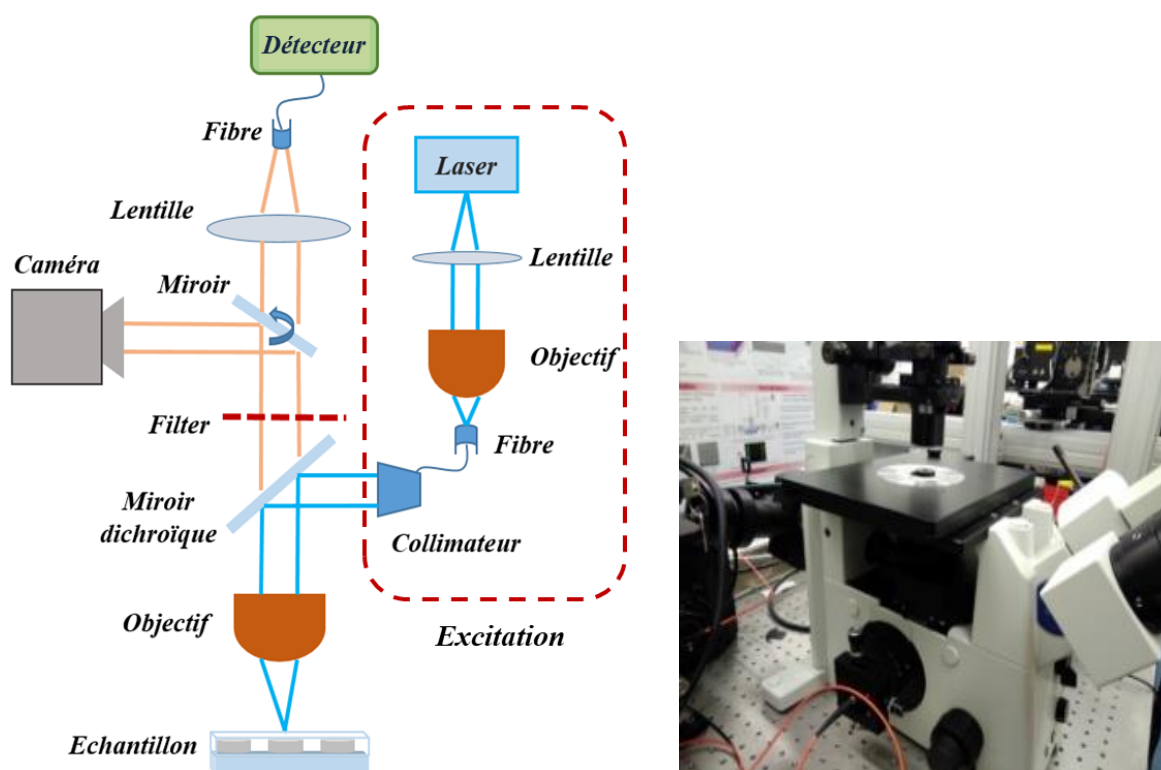 Détecteur
Fibre
Laser
Lentille
Lentille
Caméra
Miroir
Objectif
Filter
Fibre
Miroir
dichroïque
Collimateur
Objectif
Excitation
Echantillon